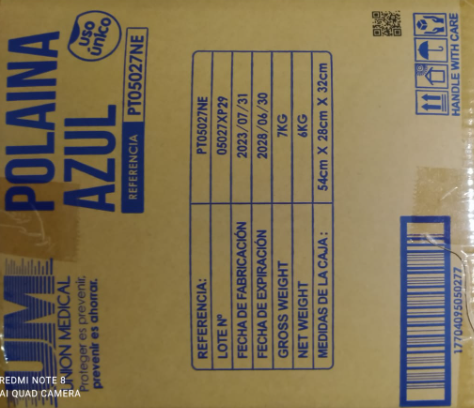 POLAINA
AZUL
USO
único
REFERENCIA PT05027NE
UM
UNION MEDICAL
Proteger es prevenir,
prevenir es ahorrar.
REFERENCIA: PT05027NE
LOTE Nº 05027XP29
FECHA DE FABRICACIÓN 2023/07/31
FECHA DE EXPIRACIÓN 2028/06/30
GROSS WEIGHT 7KG
NET WEIGHT 6KG
MEDIDAS DE LA CAJA: 54cm X 28cm X 32cm
HANDLE WITH CARE
17704095050277
REDMI NOTE 8
AI QUAD CAMERA